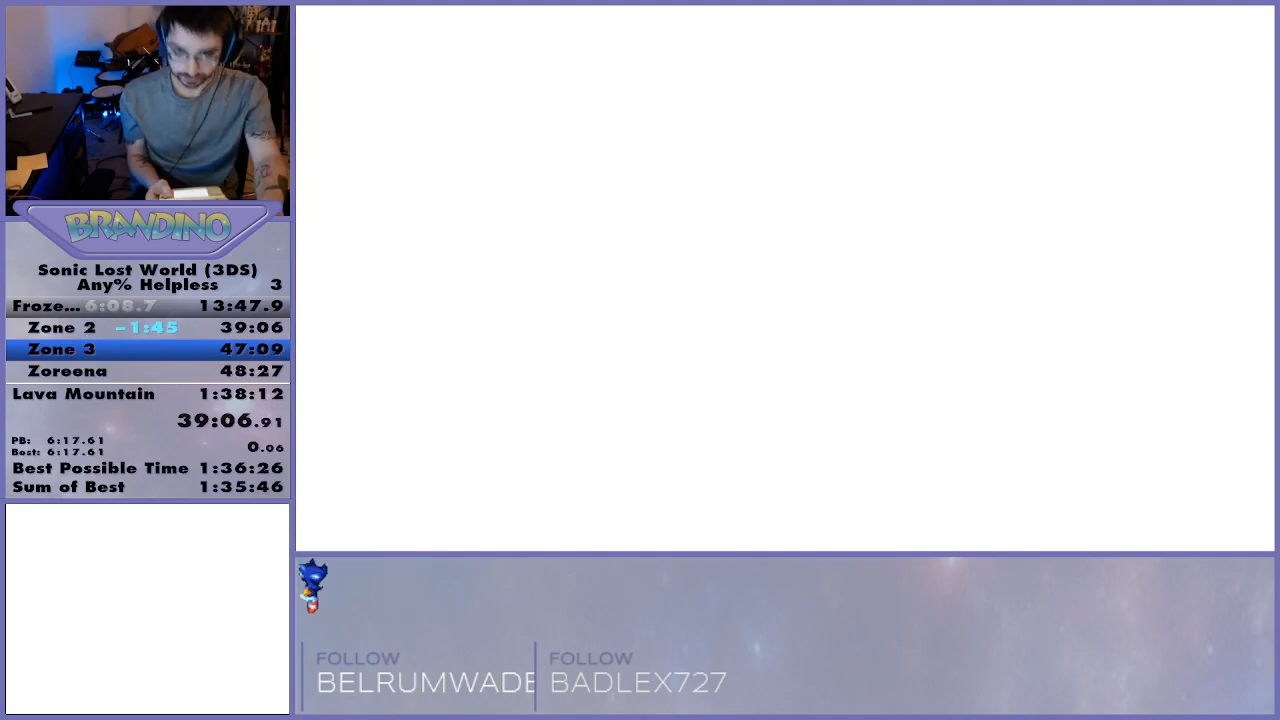 BRANDINO
Sonic Lost World (3DS)
Any% Helpless 3
Froze... 6:08.7 13:47.9
Zone 2 -1:45 39:06
Zone 3 47:09
Zoreena 48:27
Lava Mountain 1:38:12
39:06.91
PB: 6:17.61
Best: 6:17.61
0.06
Best Possible Time 1:36:26
Sum of Best 1:35:46
FOLLOW
BELRUMWADE
FOLLOW
BADLEX727